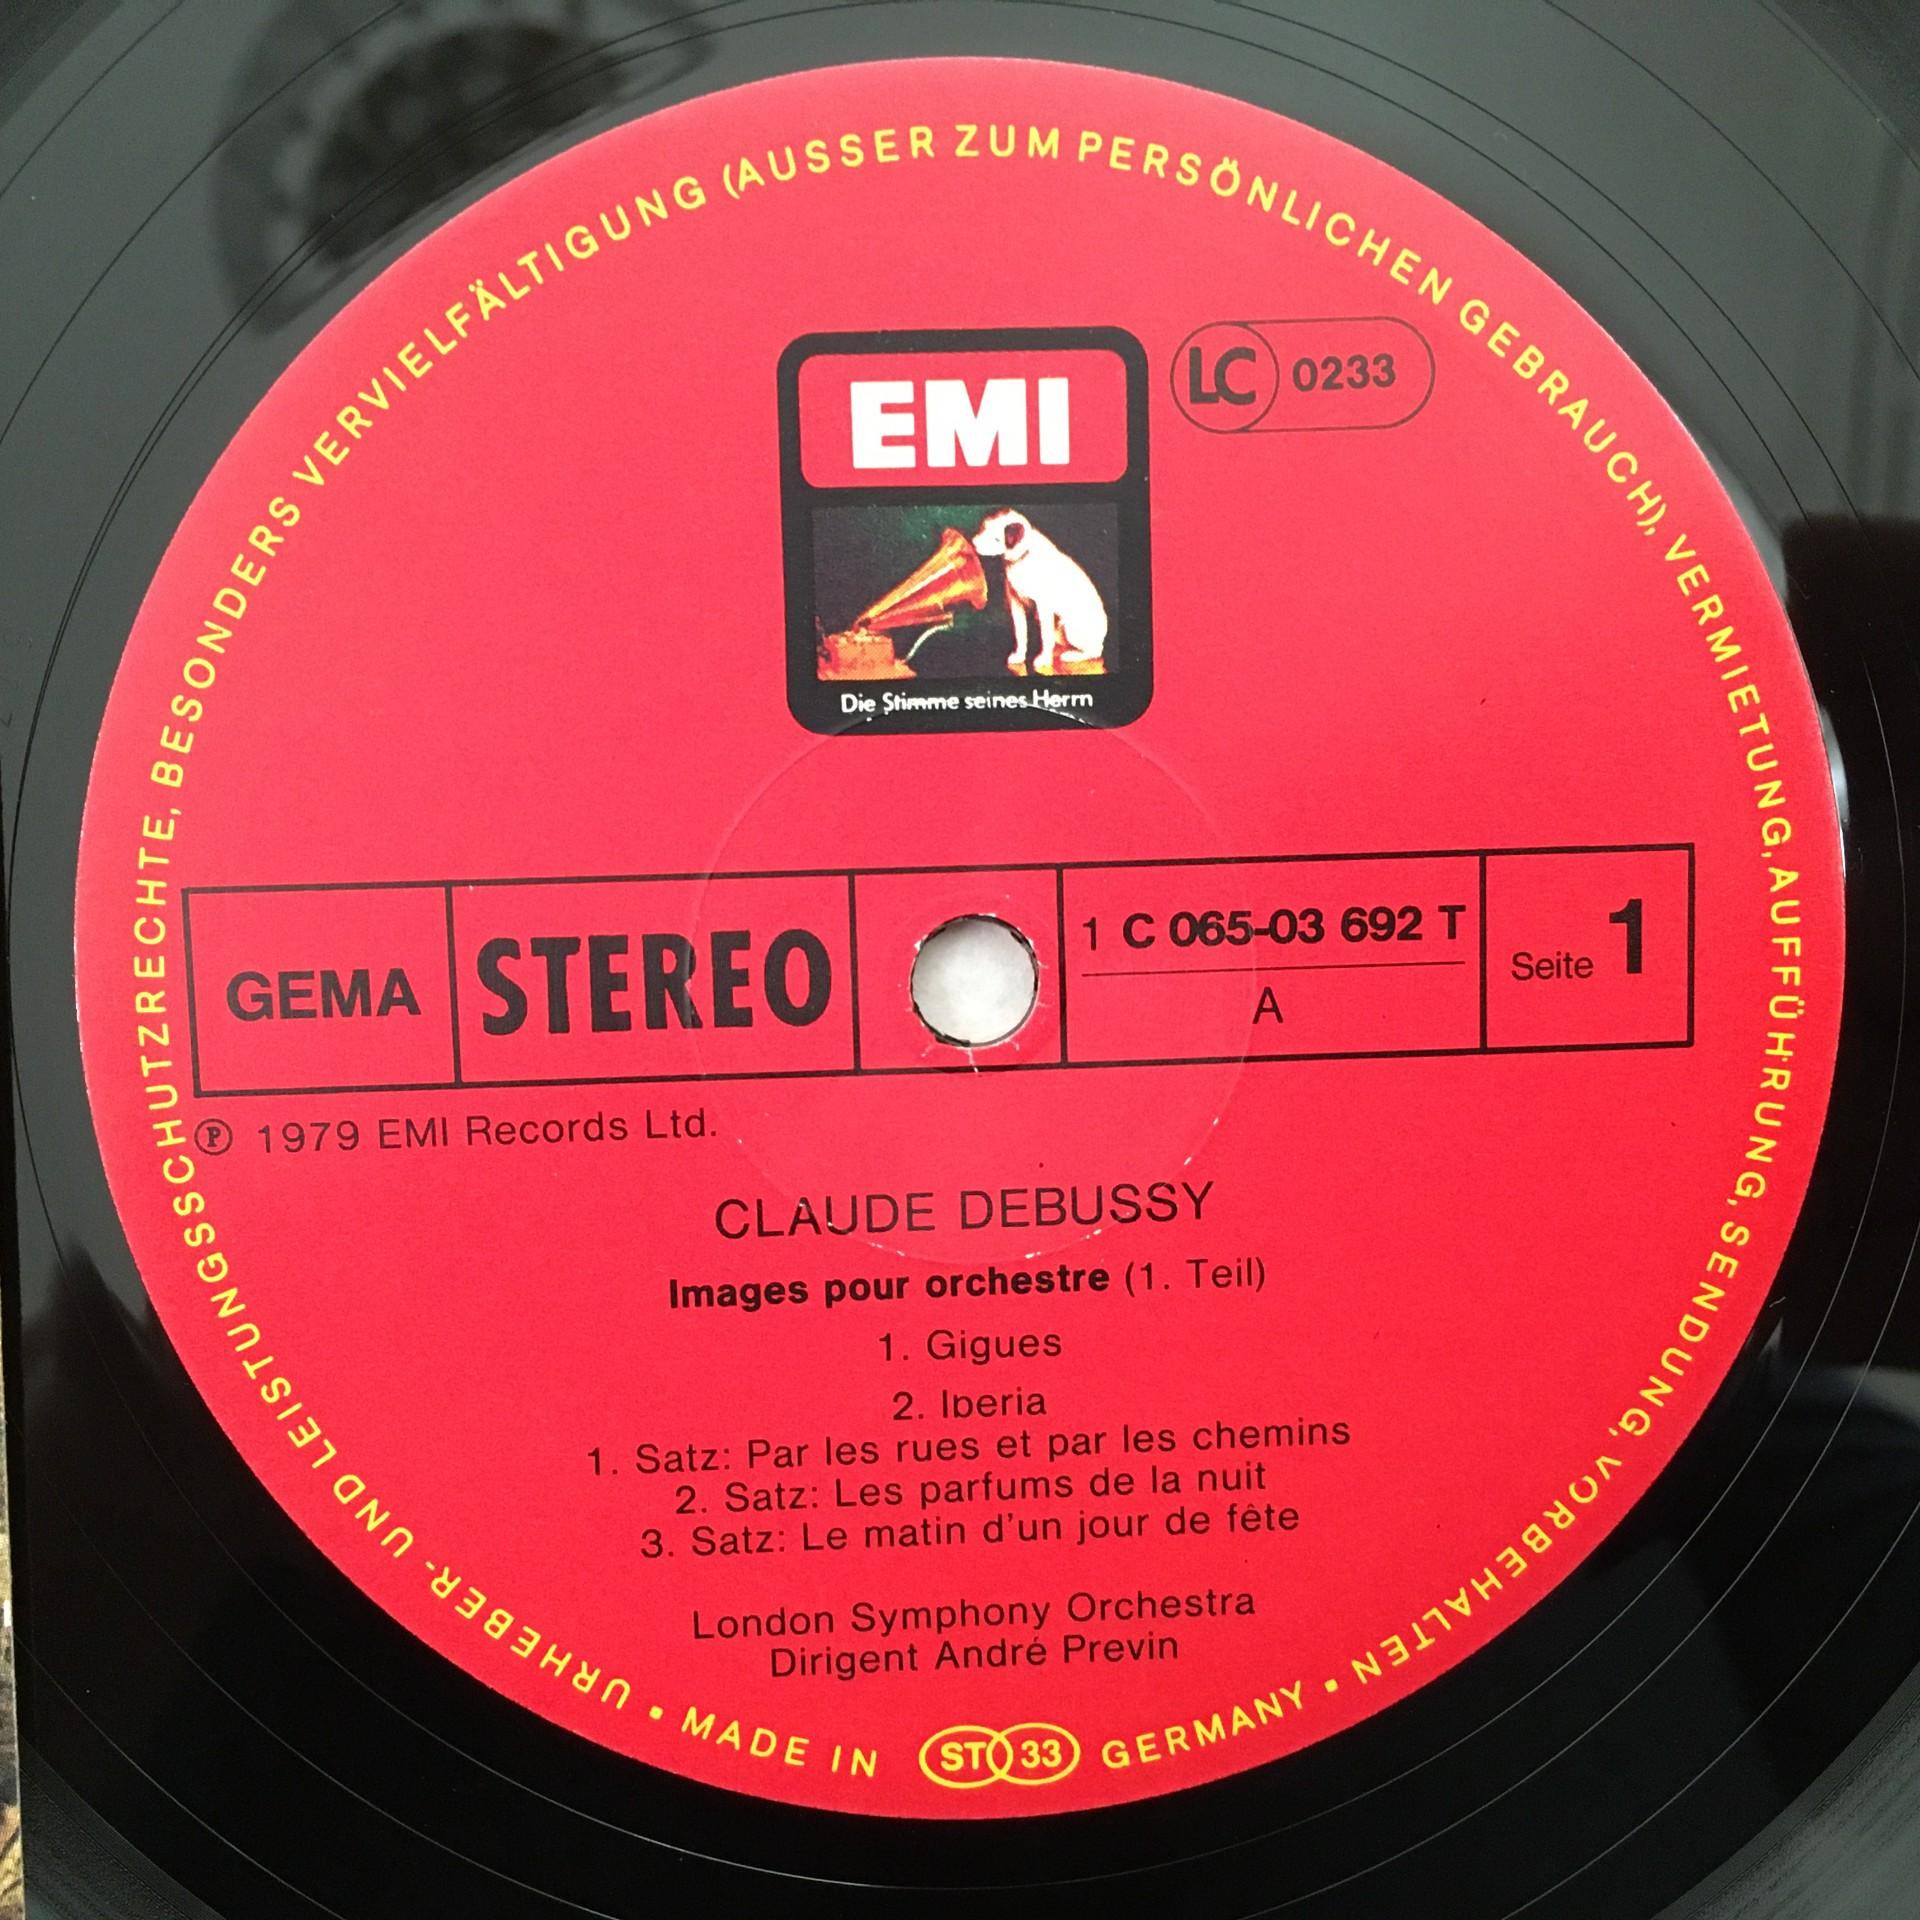 URHEBER- UND LEISTUNGSSCHUTZRECHTE, BESONDERS VERVIELFÄLTIGUNG (AUSSER ZUM PERSÖNLICHEN GEBRAUCH), VERMIETUNG, AUFFÜHRUNG, SENDUNG, VORBEHALTEN •
EMI
LC 0233
Die Stimme seines Herrn
GEMA
STEREO
1 C 065-03 692 T
A
Seite 1
Ⓟ 1979 EMI Records Ltd.
CLAUDE DEBUSSY
Images pour orchestre (1. Teil)
1. Gigues
2. Iberia
1. Satz: Par les rues et par les chemins
2. Satz: Les parfums de la nuit
3. Satz: Le matin d'un jour de fête
London Symphony Orchestra
Dirigent André Previn
• MADE IN ST 33 GERMANY